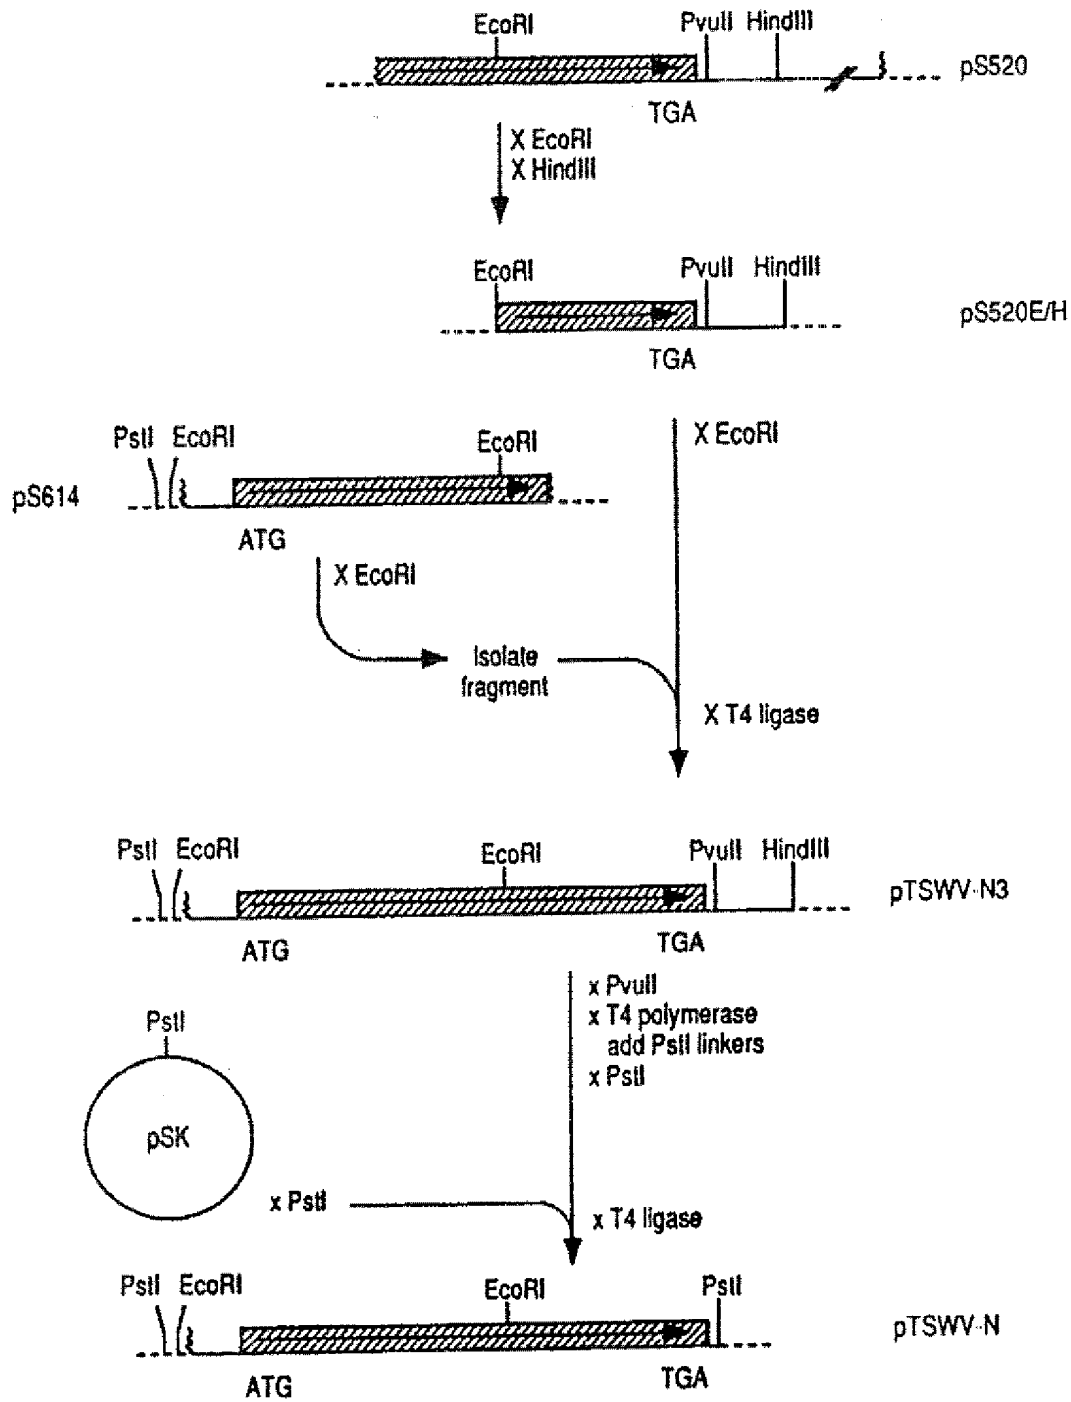 EcoRI PvuII HindIII
pS520
TGA
X EcoRI
X HindIII
EcoRI PvuII HindIII
pS520E/H
TGA
PstI EcoRI EcoRI
X EcoRI
pS614
ATG
X EcoRI
Isolate
fragment
X T4 ligase
PstI EcoRI EcoRI PvuII HindIII
pTSWV-N3
ATG TGA
x PvuII
x T4 polymerase
add PstI linkers
x PstI
PstI
pSK
x PstI
x T4 ligase
PstI EcoRI EcoRI PstI
pTSWV-N
ATG TGA